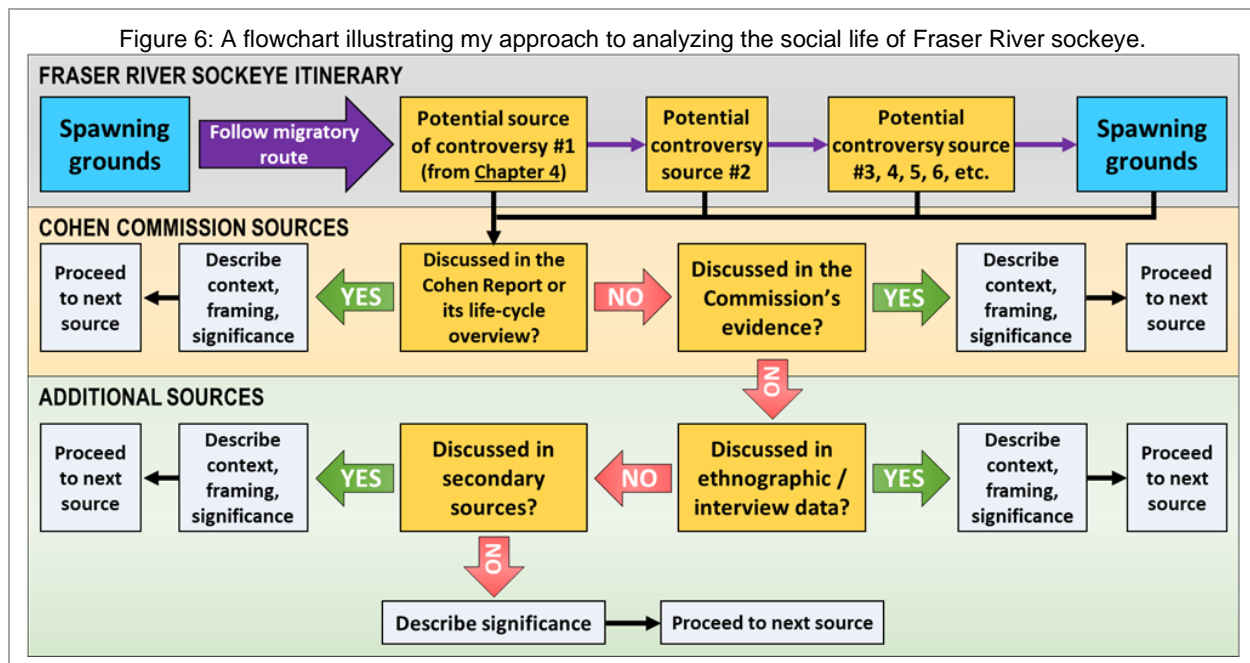 Figure 6: A flowchart illustrating my approach to analyzing the social life of Fraser River sockeye.
FRASER RIVER SOCKEYE ITINERARY
Spawning
grounds
Follow migratory
route
Potential source
of controversy #1
(from Chapter 4)
Potential
controversy
source #2
Potential
controversy source
#3, 4, 5, 6, etc.
Spawning
grounds
COHEN COMMISSION SOURCES
Proceed
to next
source
Describe
context,
framing,
significance
YES
Discussed in the
Cohen Report or
its life-cycle
overview?
NO
Discussed in the
Commission's
evidence?
YES
Describe
context,
framing,
significance
Proceed
to next
source
NO
ADDITIONAL SOURCES
Proceed
to next
source
Describe
context,
framing,
significance
YES
Discussed in
secondary
sources?
NO
Discussed in
ethnographic /
interview data?
YES
Describe
context,
framing,
significance
Proceed
to next
source
NO
Describe significance
Proceed to next source